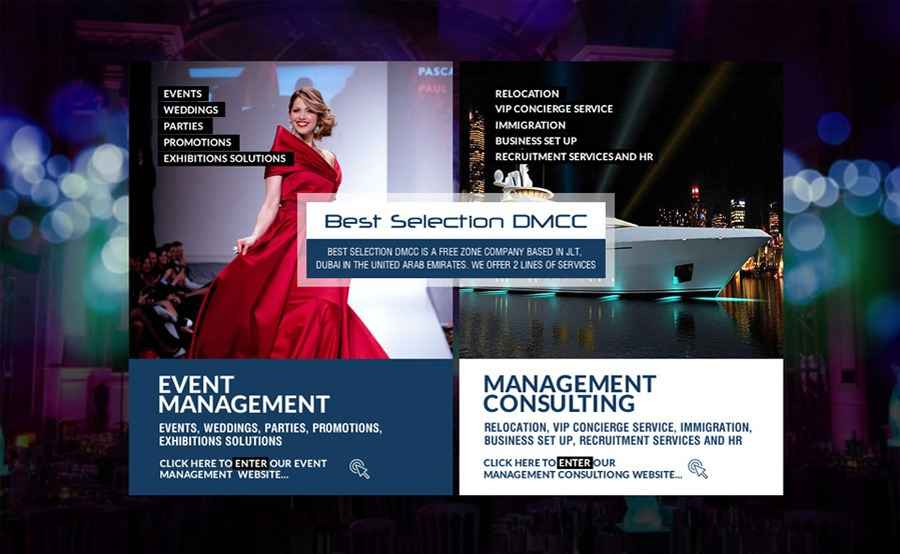 PASCA
PAUL
EVENTS
WEDDINGS
PARTIES
PROMOTIONS
EXHIBITIONS SOLUTIONS
RELOCATION
VIP CONCIERGE SERVICE
IMMIGRATION
BUSINESS SET UP
RECRUITMENT SERVICES AND HR
Best Selection DMCC
BEST SELECTION DMCC IS A FREE ZONE COMPANY BASED IN JLT,
DUBAI IN THE UNITED ARAB EMIRATES. WE OFFER 2 LINES OF SERVICES
EVENT
MANAGEMENT
EVENTS, WEDDINGS, PARTIES, PROMOTIONS,
EXHIBITIONS SOLUTIONS
CLICK HERE TO ENTER OUR EVENT
MANAGEMENT WEBSITE...
MANAGEMENT
CONSULTING
RELOCATION, VIP CONCIERGE SERVICE, IMMIGRATION,
BUSINESS SET UP, RECRUITMENT SERVICES AND HR
CLICK HERE TO ENTER OUR
MANAGEMENT CONSULTIONG WEBSITE...